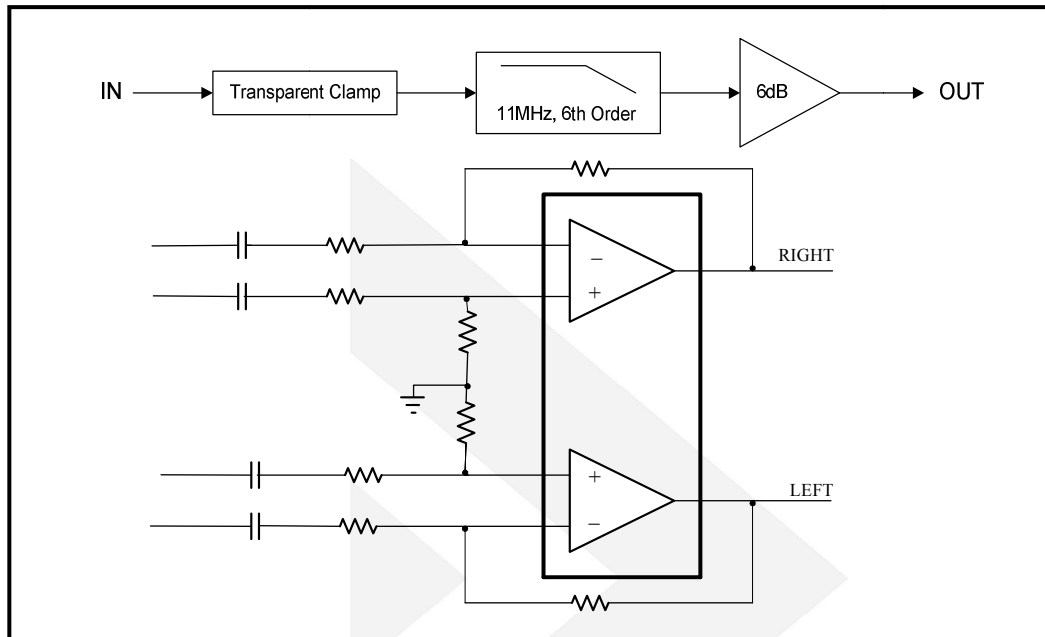 IN
Transparent Clamp
11MHz, 6th Order
6dB
OUT
−
+
RIGHT
+
−
LEFT